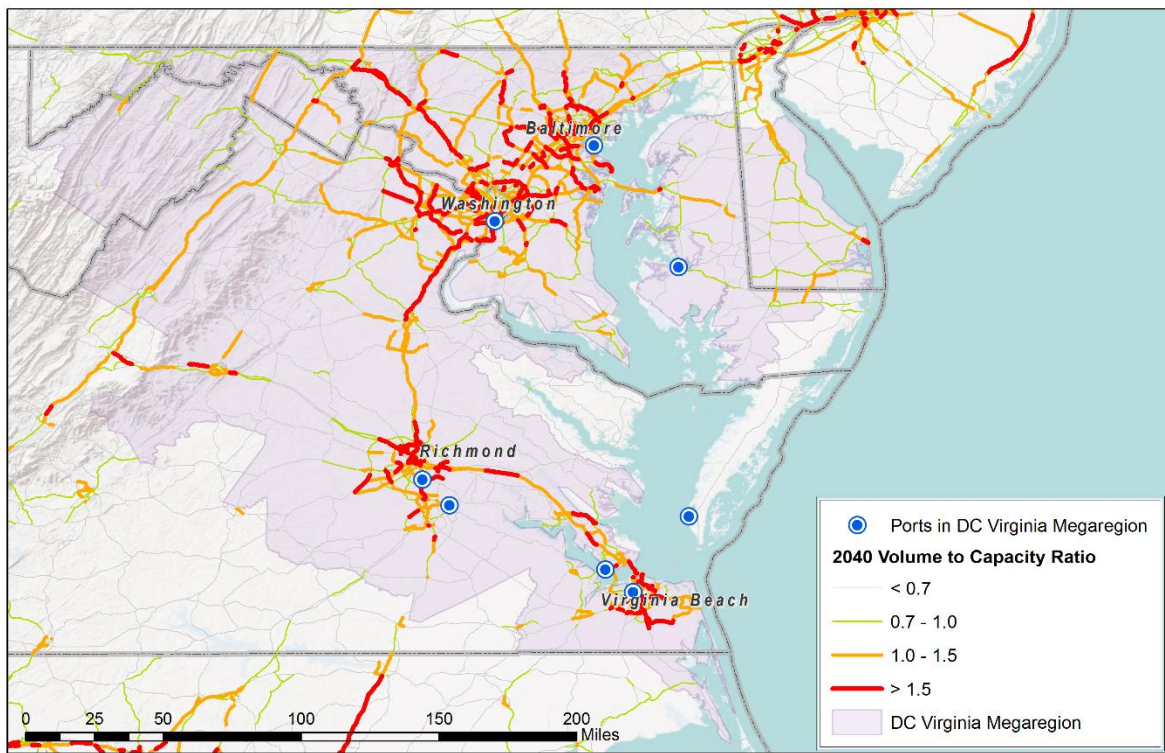 Baltimore
Washington
Richmond
Virginia Beach
Ports in DC Virginia Megaregion
2040 Volume to Capacity Ratio
< 0.7
0.7 - 1.0
1.0 - 1.5
> 1.5
DC Virginia Megaregion
0 25 50 100 150 200
Miles